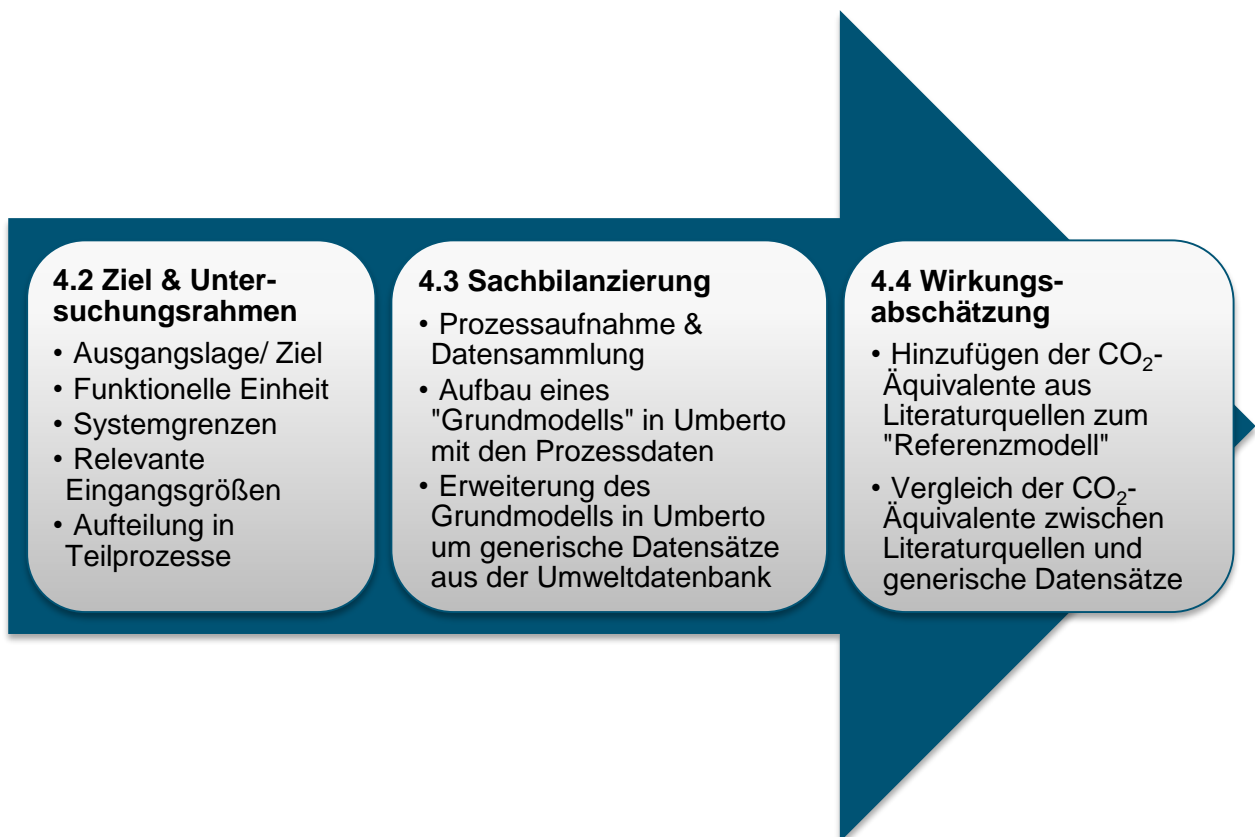 4.2 Ziel & Unter-
suchungsrahmen
• Ausgangslage/ Ziel
• Funktionelle Einheit
• Systemgrenzen
• Relevante
Eingangsgrößen
• Aufteilung in
Teilprozesse
4.3 Sachbilanzierung
• Prozessaufnahme &
Datensammlung
• Aufbau eines
"Grundmodells" in Umberto
mit den Prozessdaten
• Erweiterung des
Grundmodells in Umberto
um generische Datensätze
aus der Umweltdatenbank
4.4 Wirkungs-
abschätzung
• Hinzufügen der CO₂-
Äquivalente aus
Literaturquellen zum
"Referenzmodell"
• Vergleich der CO₂-
Äquivalente zwischen
Literaturquellen und
generische Datensätze